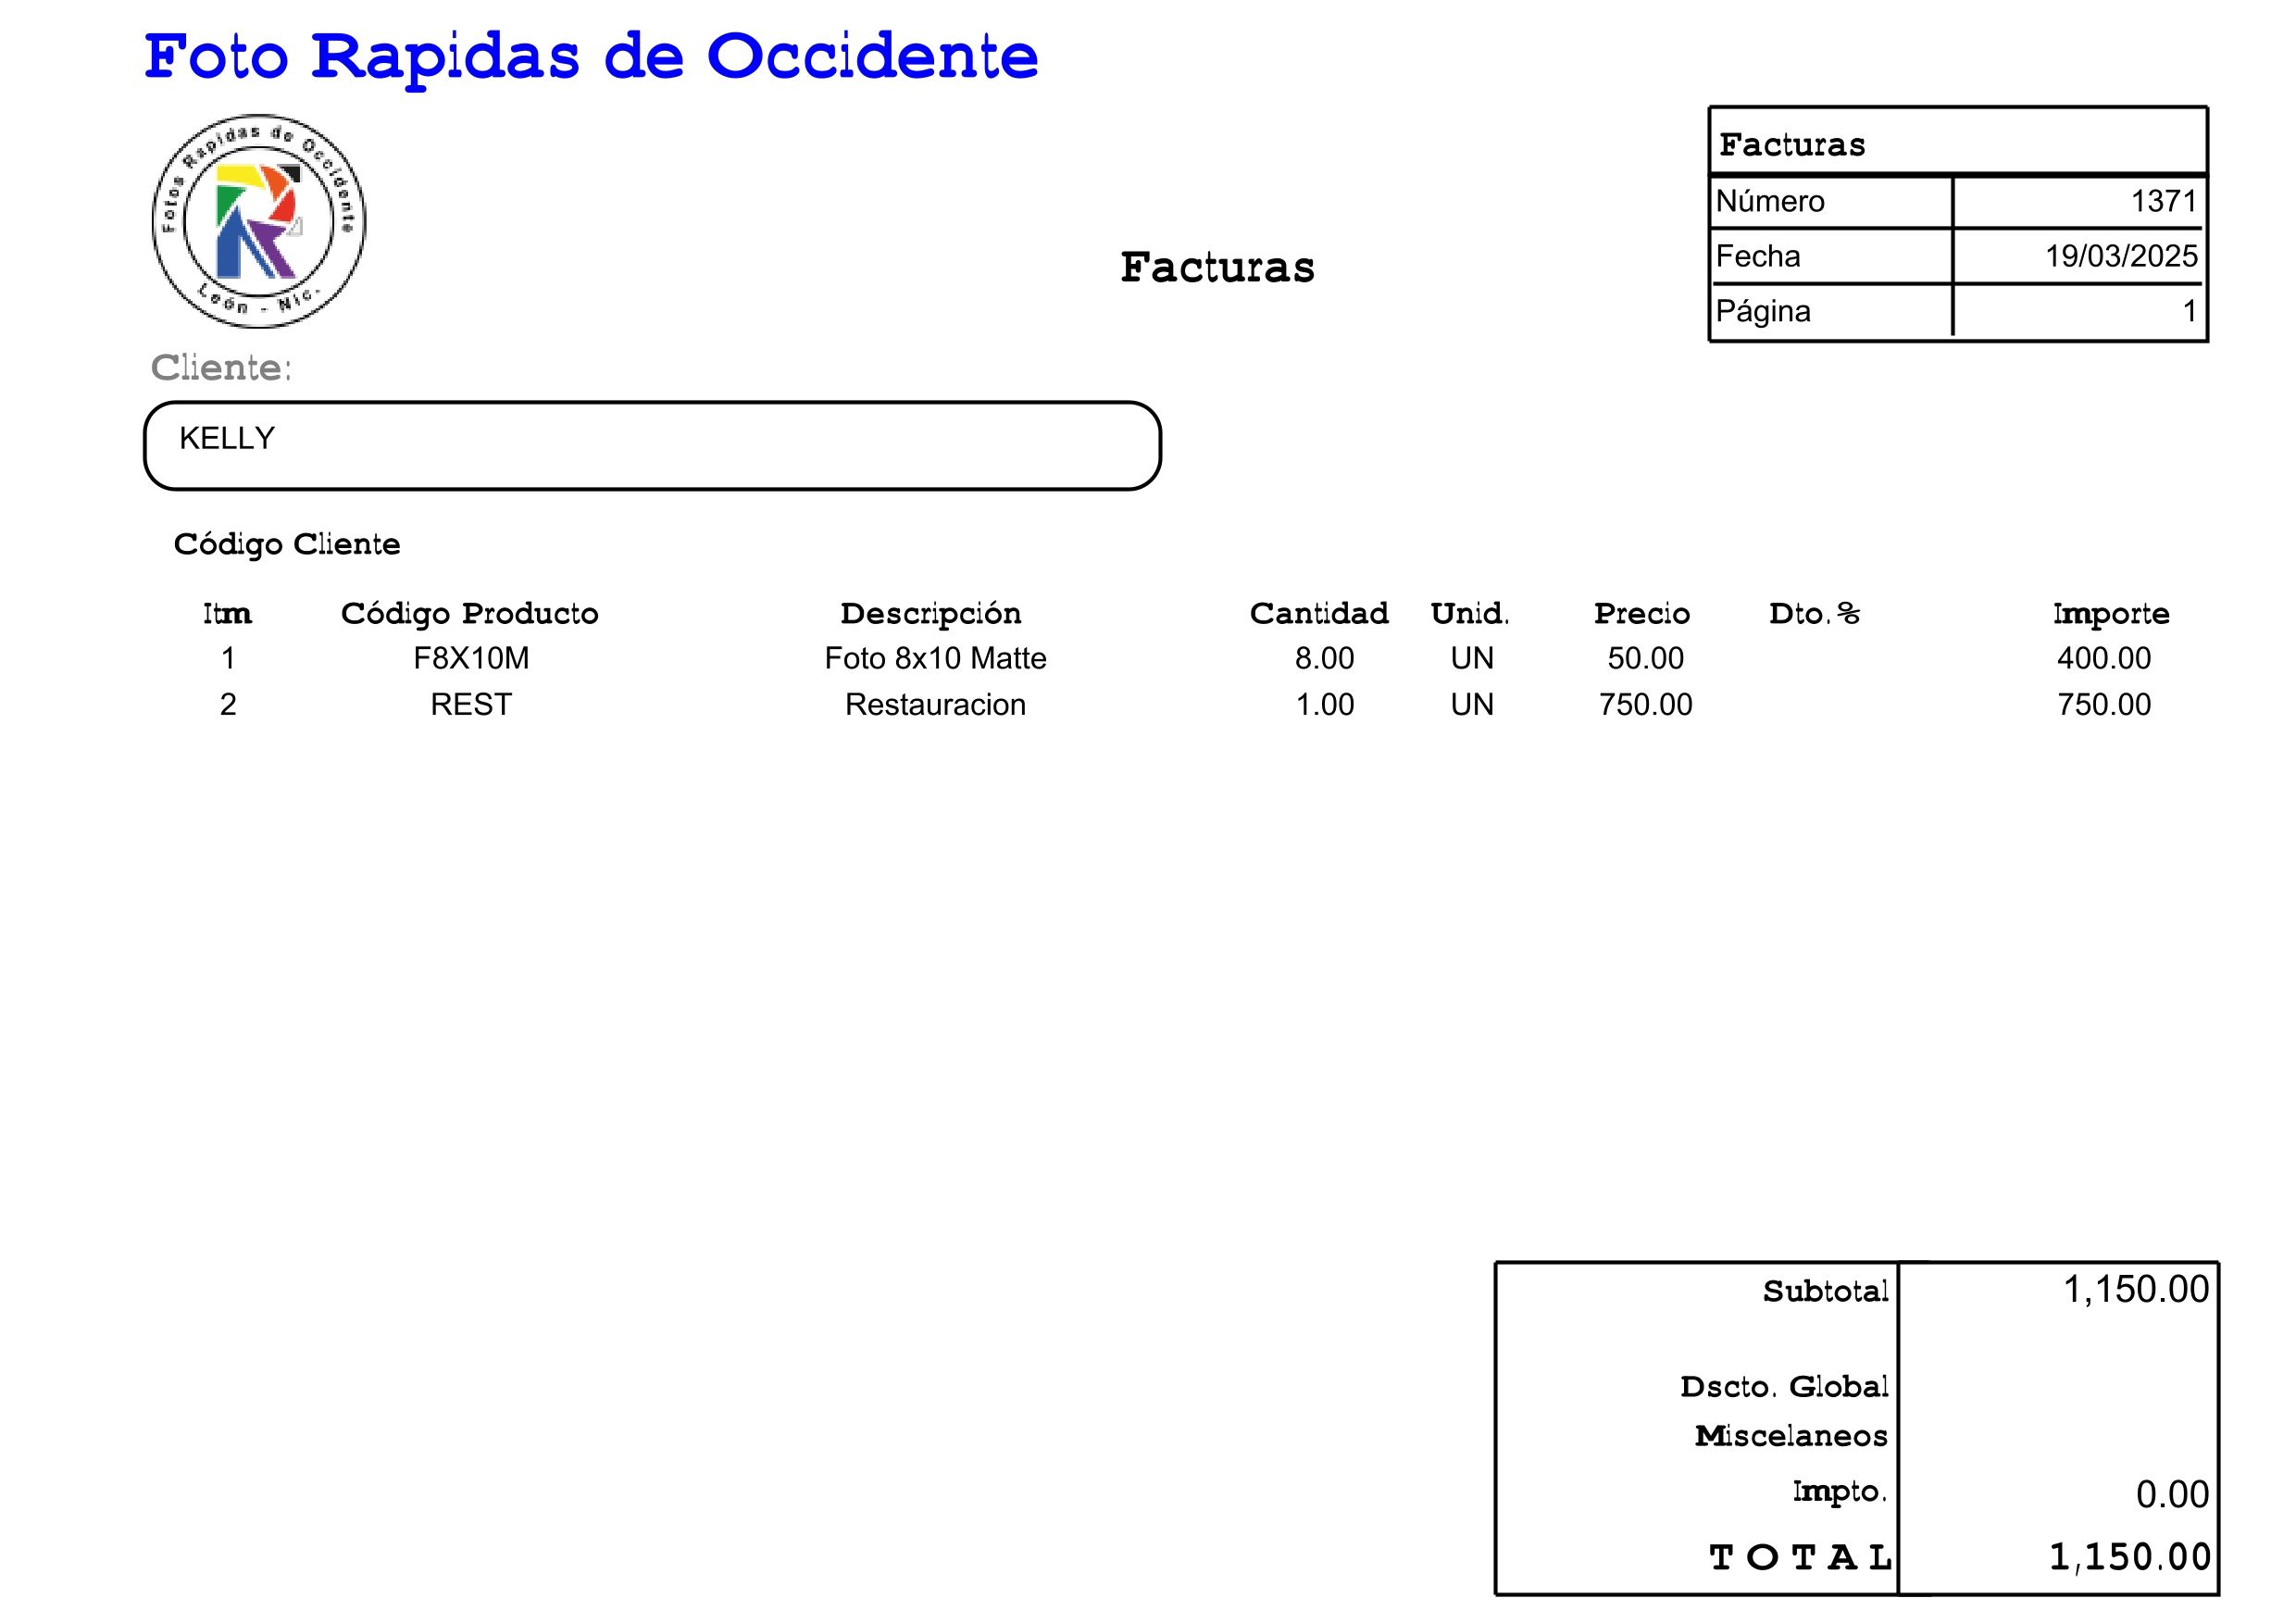 Foto Rapidas de Occidente
Fotos Rapidas de Occidente
León - Nic.
Facturas
Número 1371
Fecha 19/03/2025
Página 1
Facturas
Cliente:
KELLY
Código Cliente
Itm Código Producto Descripción Cantidad Unid. Precio Dto.% Importe
1 F8X10M Foto 8x10 Matte 8.00 UN 50.00 400.00
2 REST Restauracion 1.00 UN 750.00 750.00
Subtotal 1,150.00
Dscto. Global
Miscelaneos
Impto. 0.00
TOTAL 1,150.00